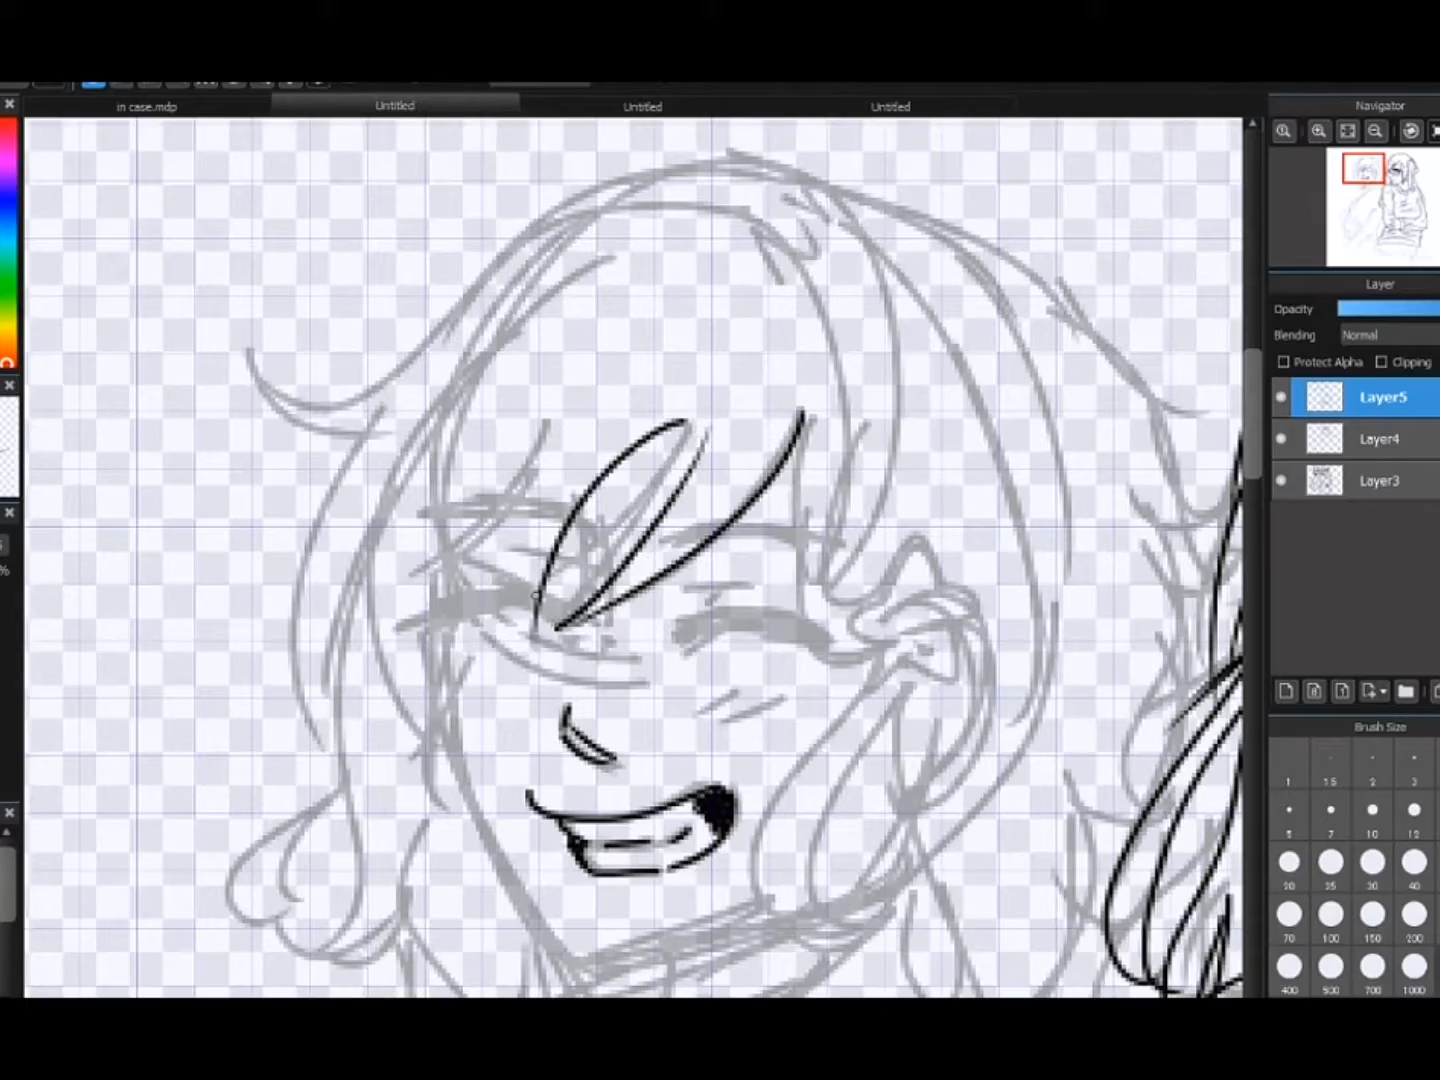 in case.mdp
Untitled
Untitled
Untitled
Navigator
Layer
Opacity
Blending Normal
Protect Alpha Clipping
Layer5
Layer4
Layer3
Brush Size
1 1.5 2 3
5 7 10 12
20 25 30 40
70 100 150 200
400 500 700 1000
%